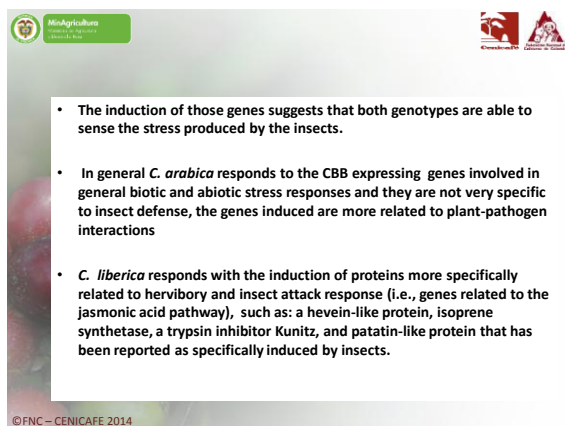 MinAgricultura
Cenicafé
• The induction of those genes suggests that both genotypes are able to
sense the stress produced by the insects.
• In general C. arabica responds to the CBB expressing genes involved in
general biotic and abiotic stress responses and they are not very specific
to insect defense, the genes induced are more related to plant-pathogen
interactions
• C. liberica responds with the induction of proteins more specifically
related to hervibory and insect attack response (i.e., genes related to the
jasmonic acid pathway), such as: a hevein-like protein, isoprene
synthetase, a trypsin inhibitor Kunitz, and patatin-like protein that has
been reported as specifically induced by insects.
©FNC – CENICAFE 2014